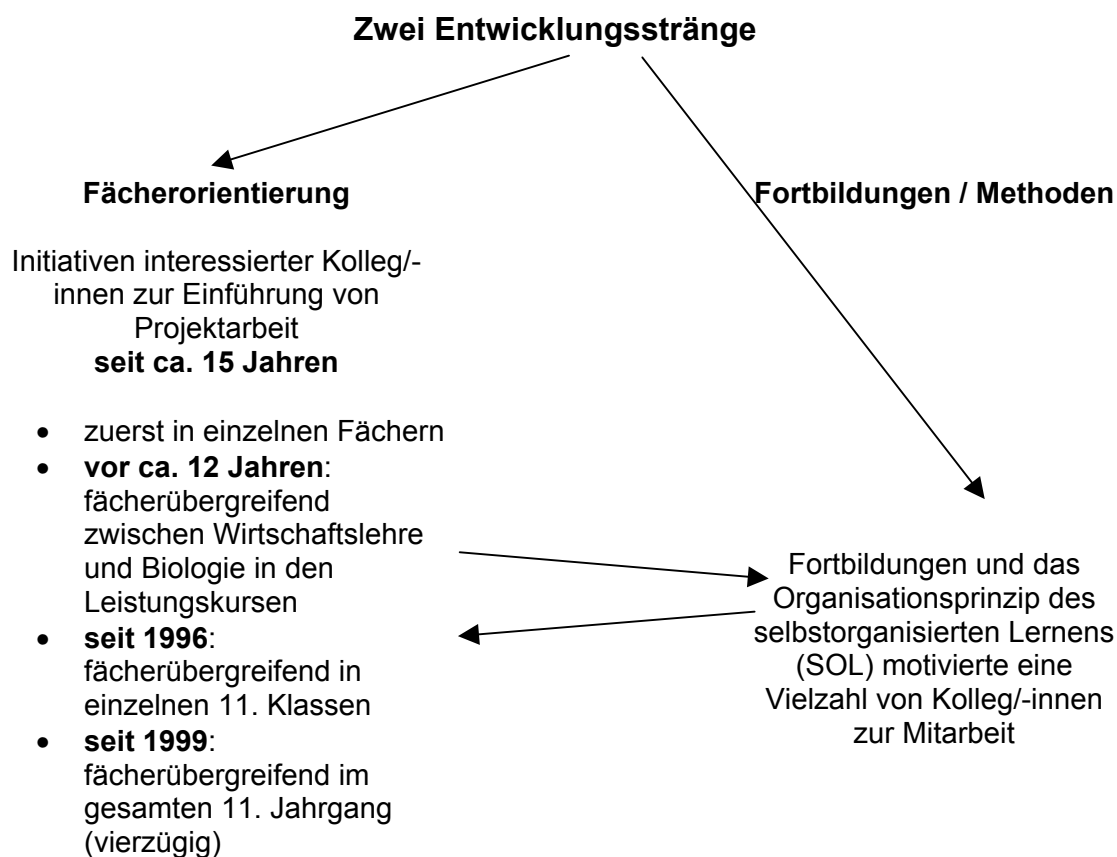 Zwei Entwicklungsstränge
Fächerorientierung
Initiativen interessierter Kolleg/-
innen zur Einführung von
Projektarbeit
seit ca. 15 Jahren
• zuerst in einzelnen Fächern
• vor ca. 12 Jahren:
fächerübergreifend
zwischen Wirtschaftslehre
und Biologie in den
Leistungskursen
• seit 1996:
fächerübergreifend in
einzelnen 11. Klassen
• seit 1999:
fächerübergreifend im
gesamten 11. Jahrgang
(vierzügig)
Fortbildungen / Methoden
Fortbildungen und das
Organisationsprinzip des
selbstorganisierten Lernens
(SOL) motivierte eine
Vielzahl von Kolleg/-innen
zur Mitarbeit